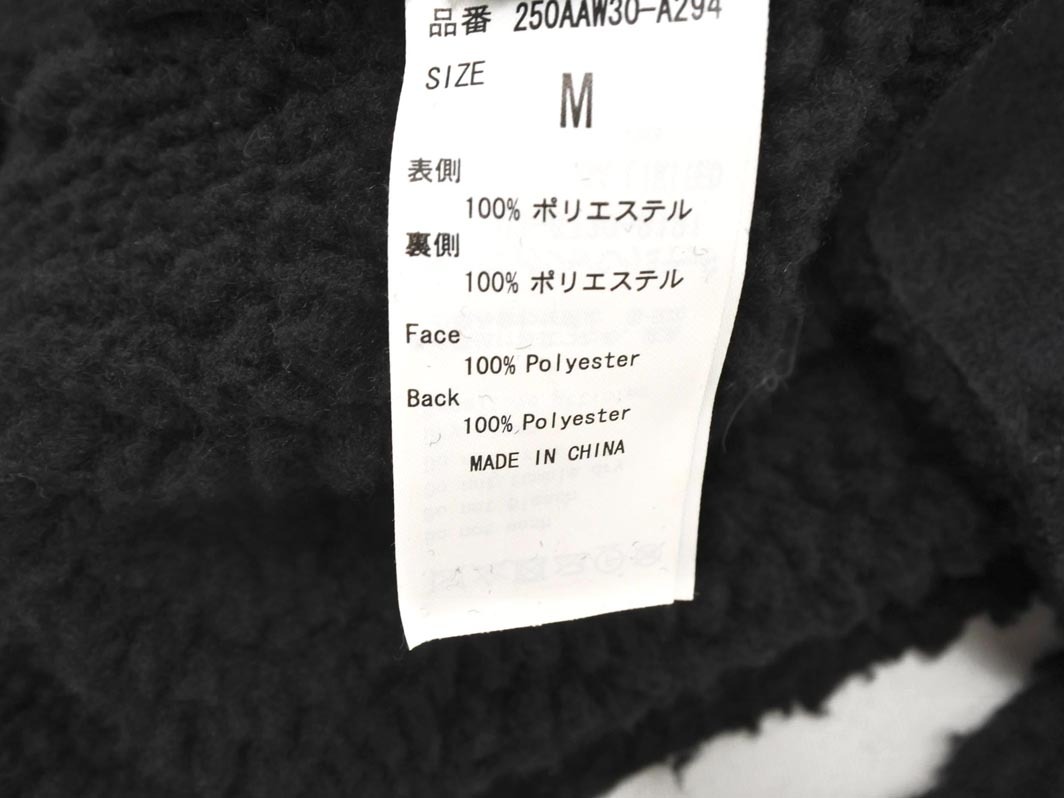 品番 250AAW30-A294
SIZE
M
表側
100% ポリエステル
裏側
100% ポリエステル
Face
100% Polyester
Back
100% Polyester
MADE IN CHINA